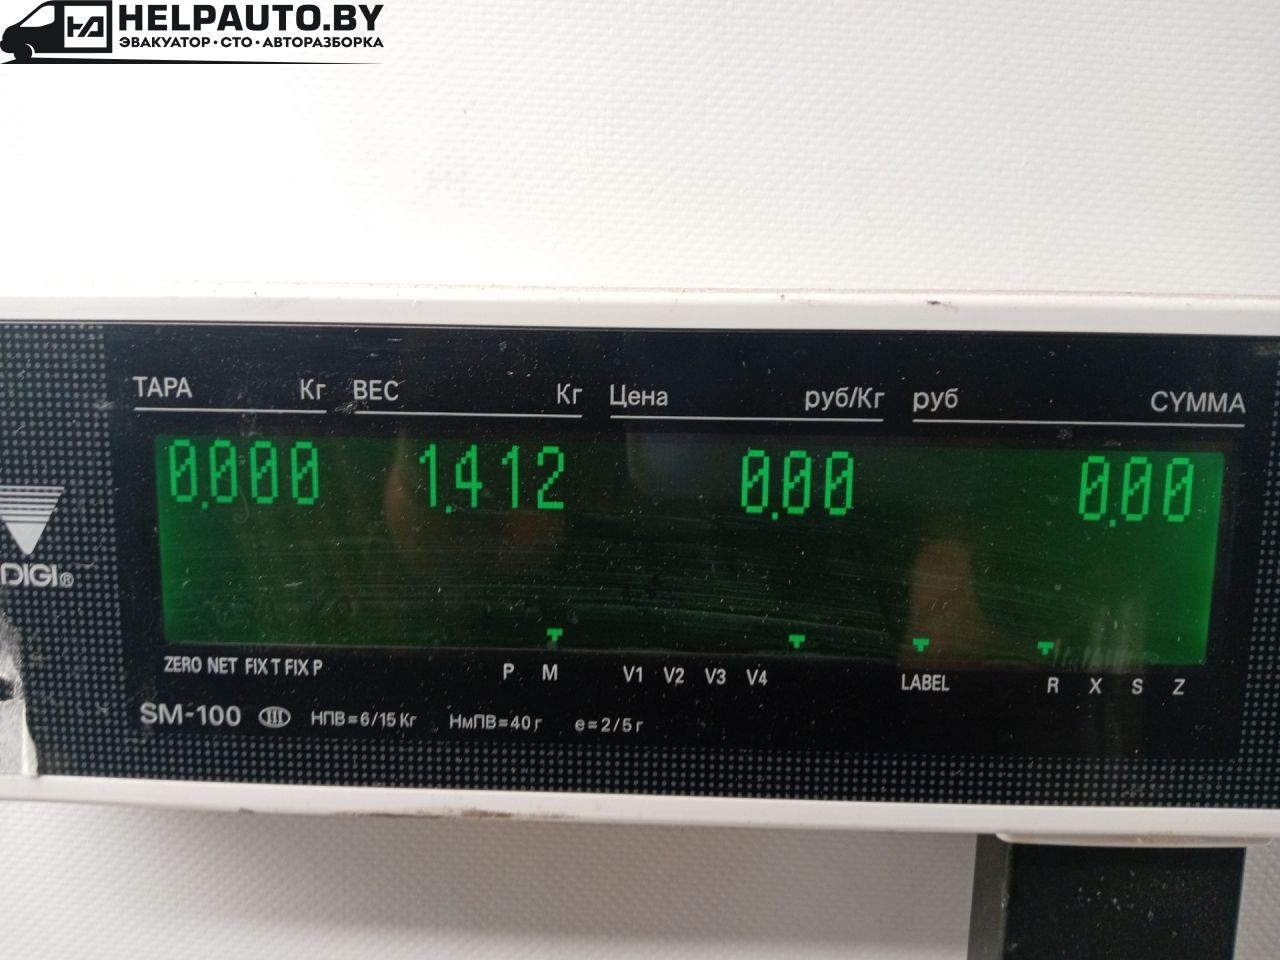 HELPAUTO.BY
ЭВАКУАТОР·СТО·АВТОРАЗБОРКА
ТАРА Кг ВЕС Кг Цена руб/Кг руб СУММА
0.000 1.412 0.00 0.00
DIGI®
ZERO NET FIX T FIX P P M V1 V2 V3 V4 LABEL R X S Z
SM-100 III НПВ=6/15 Кг НмПВ=40 г e=2/5 г